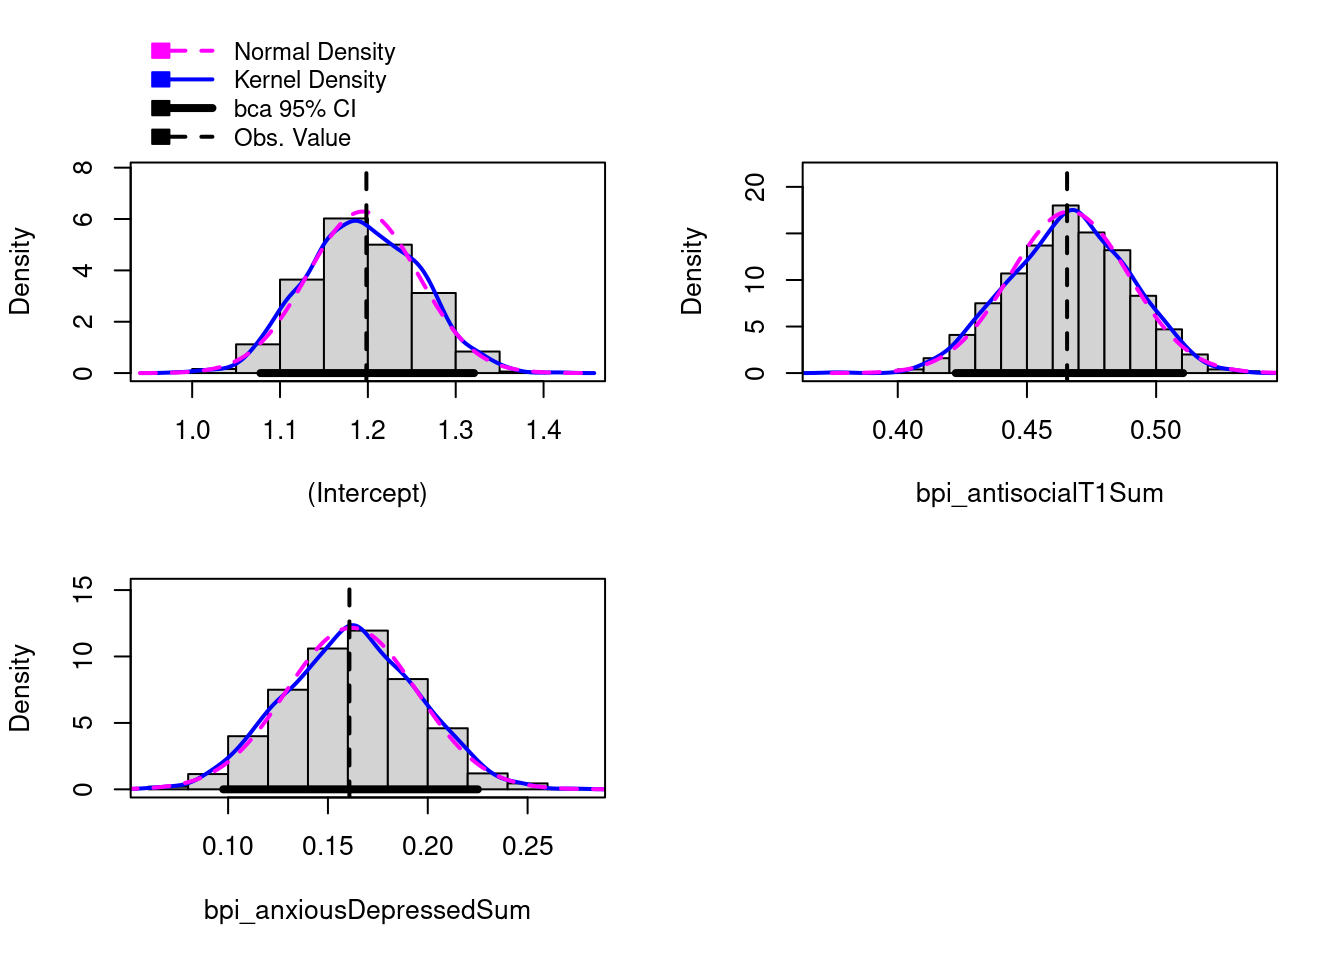 Normal Density
Kernel Density
bca 95% CI
Obs. Value
Density
8
6
4
2
0
1.0 1.1 1.2 1.3 1.4
(Intercept)
Density
20
10
5
0
0.40 0.45 0.50
bpi_antisocialT1Sum
Density
15
10
5
0
0.10 0.15 0.20 0.25
bpi_anxiousDepressedSum